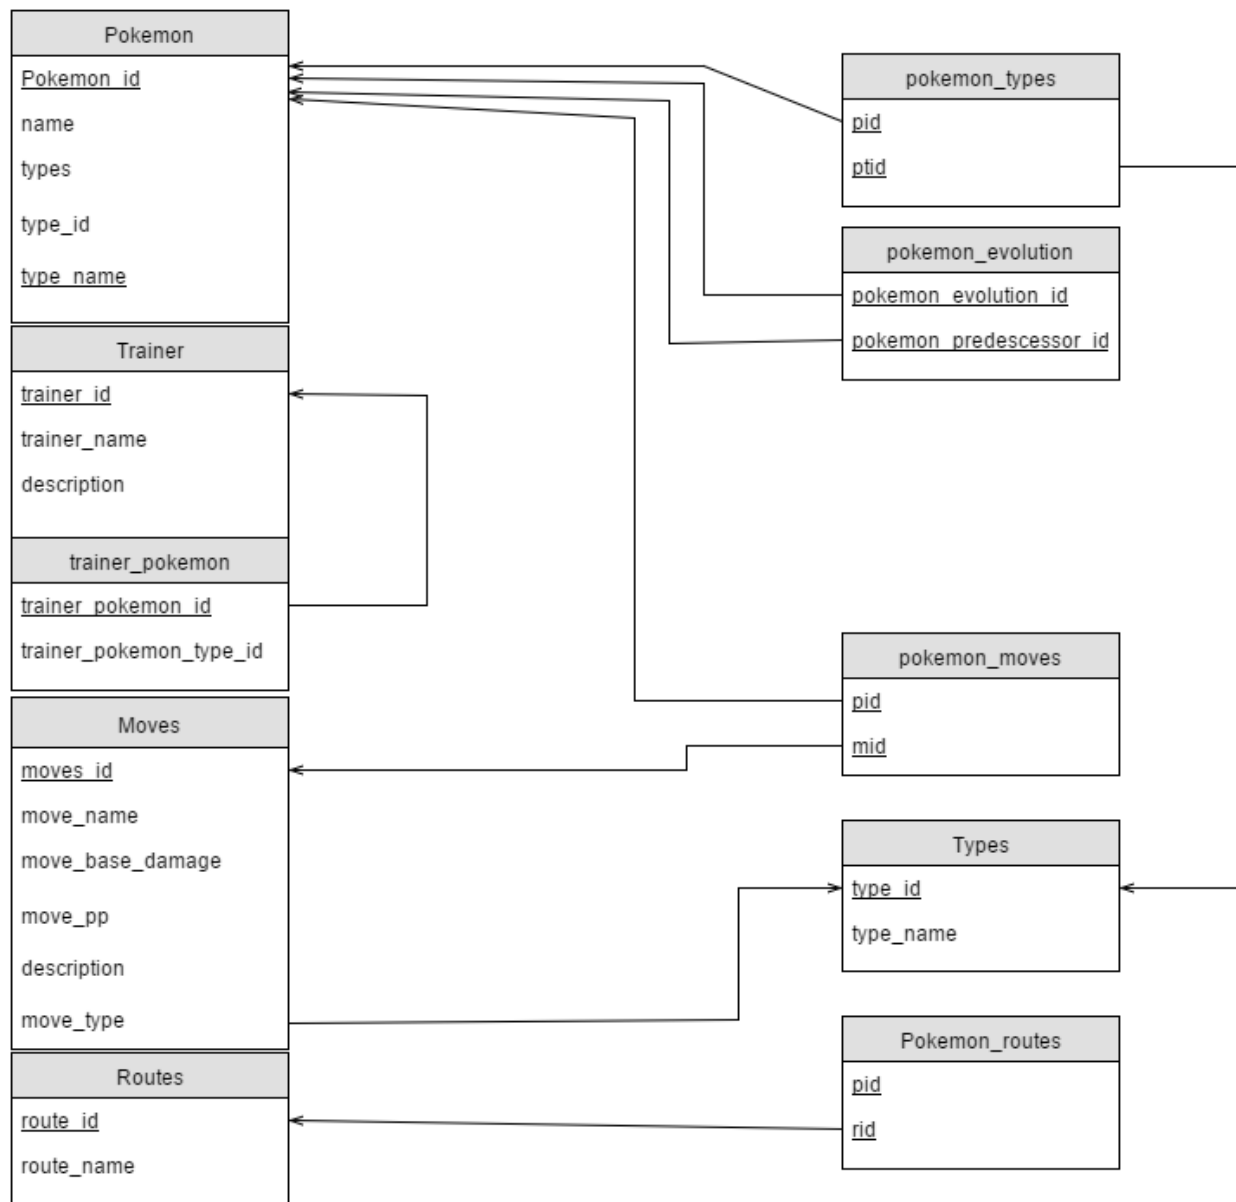 Pokemon
Pokemon_id
name
types
type_id
type_name
Trainer
trainer_id
trainer_name
description
trainer_pokemon
trainer_pokemon_id
trainer_pokemon_type_id
Moves
moves_id
move_name
move_base_damage
move_pp
description
move_type
Routes
route_id
route_name
pokemon_types
pid
ptid
pokemon_evolution
pokemon_evolution_id
pokemon_predescessor_id
pokemon_moves
pid
mid
Types
type_id
type_name
Pokemon_routes
pid
rid